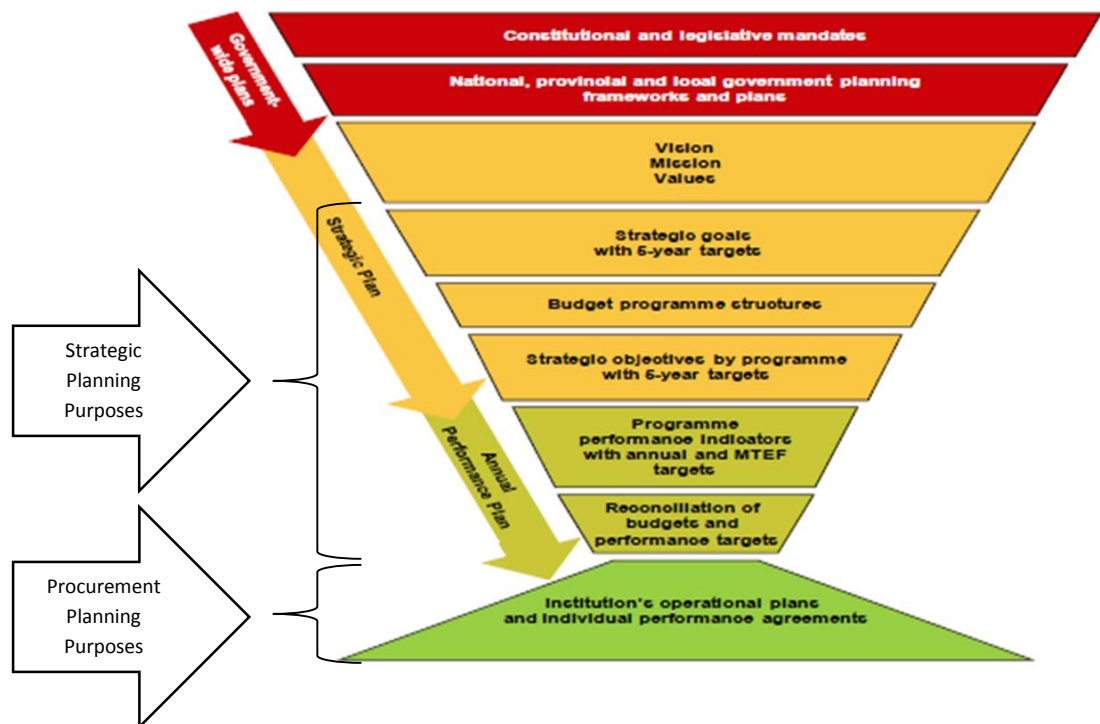 Government-
wide plans
Strategic Plan
Annual
Performance Plan
Constitutional and legislative mandates
National, provincial and local government planning
frameworks and plans
Vision
Mission
Values
Strategic goals
with 5-year targets
Budget programme structures
Strategic objectives by programme
with 5-year targets
Programme
performance indicators
with annual and MTEF
targets
Reconciliation of
budgets and
performance targets
Institution's operational plans
and individual performance agreements
Strategic
Planning
Purposes
Procurement
Planning
Purposes